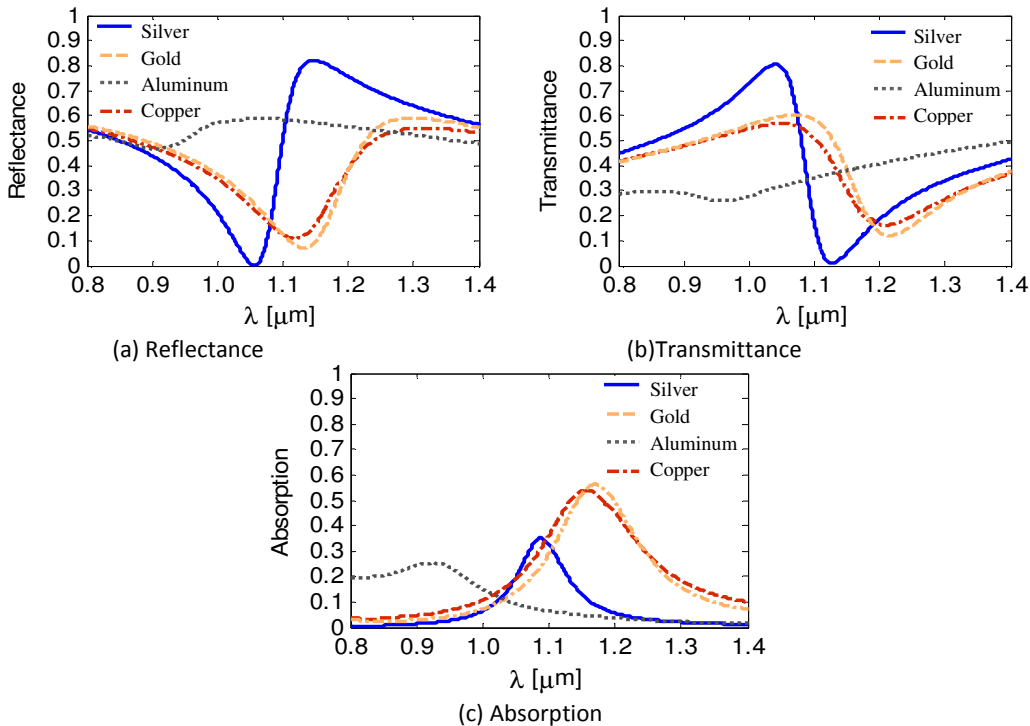 1
0.9
0.8
0.7
0.6
0.5
0.4
0.3
0.2
0.1
0
Reflectance
Silver
Gold
Aluminum
Copper
0.8 0.9 1.0 1.1 1.2 1.3 1.4
λ [μm]
(a) Reflectance
1
0.9
0.8
0.7
0.6
0.5
0.4
0.3
0.2
0.1
0
Transmittance
Silver
Gold
Aluminum
Copper
0.8 0.9 1.0 1.1 1.2 1.3 1.4
λ [μm]
(b)Transmittance
1
0.9
0.8
0.7
0.6
0.5
0.4
0.3
0.2
0.1
0
Absorption
Silver
Gold
Aluminum
Copper
0.8 0.9 1.0 1.1 1.2 1.3 1.4
λ [μm]
(c) Absorption